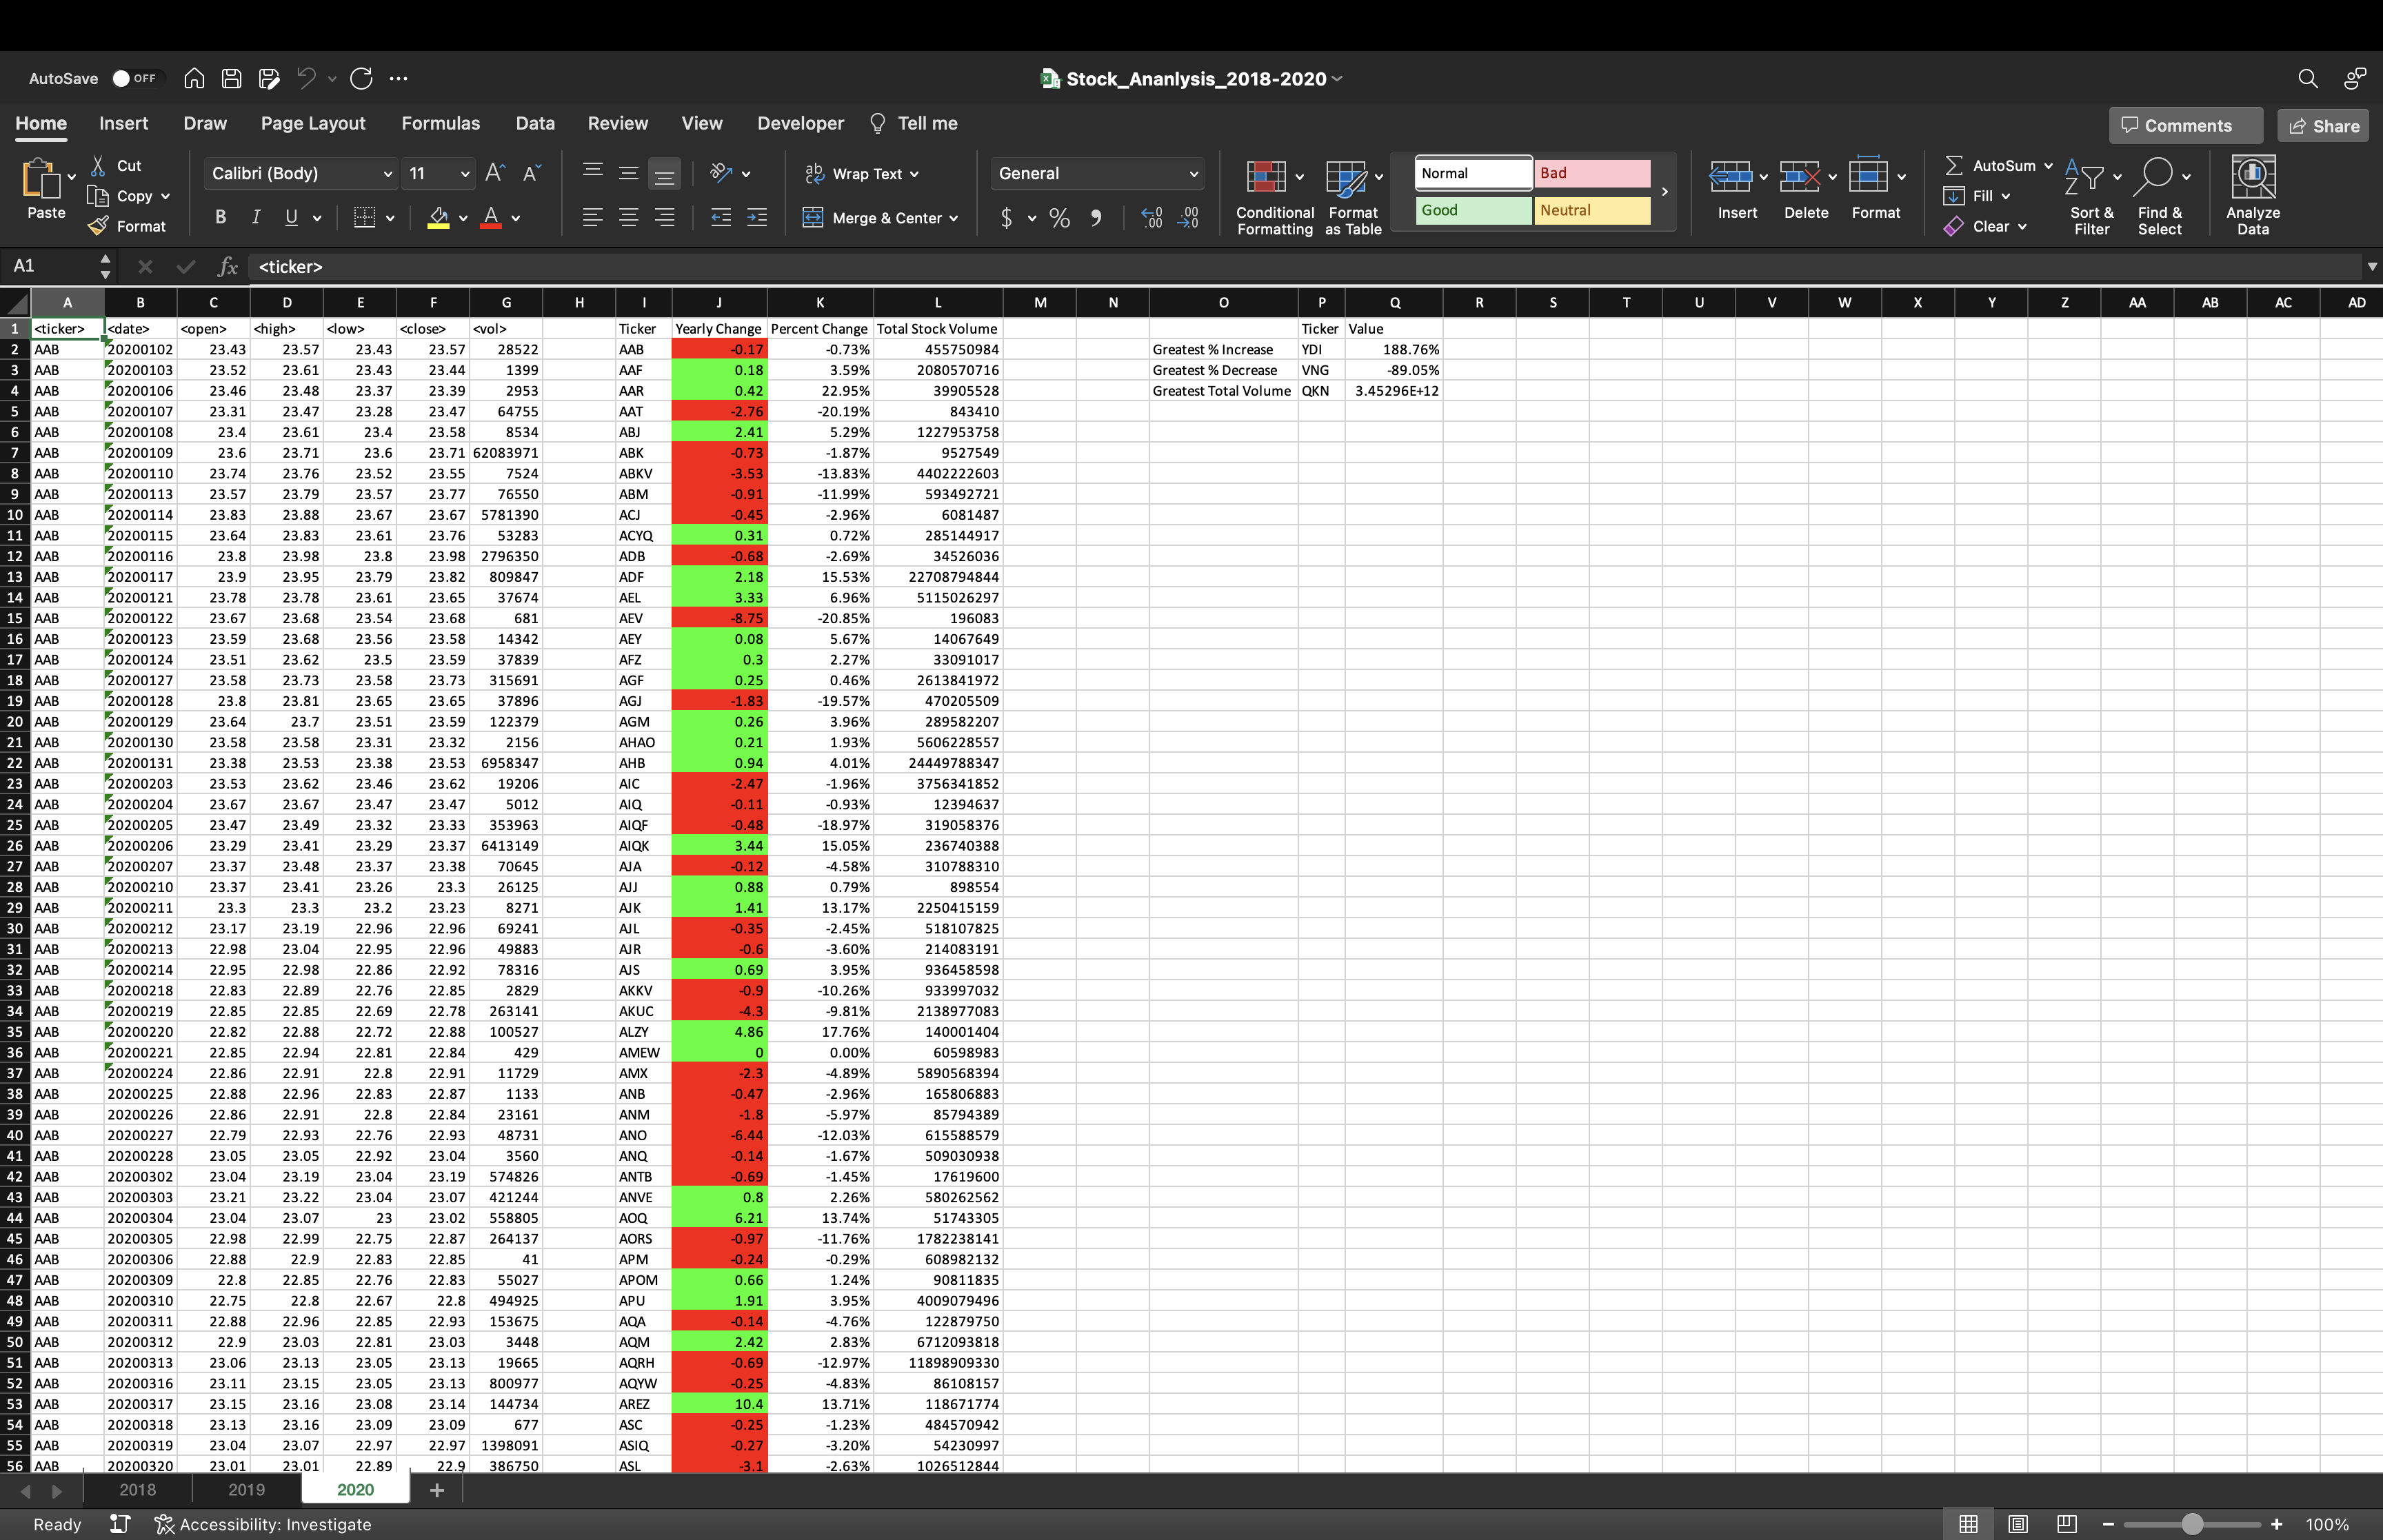 AutoSave OFF Stock_Ananlysis_2018-2020
Home Insert Draw Page Layout Formulas Data Review View Developer Tell me Comments Share
Paste Cut Copy Format
Calibri (Body) 11 B I U A
Wrap Text Merge & Center
General $ % 9 .00
Conditional Formatting Format as Table
Normal Bad Good Neutral
Insert Delete Format
AutoSum Fill Clear
Sort & Filter Find & Select Analyze Data
A1 fx <ticker>
A B C D E F G H I J K L M N O P Q R S T U V W X Y Z AA AB AC AD
1 <ticker> <date> <open> <high> <low> <close> <vol> Ticker Yearly Change Percent Change Total Stock Volume Ticker Value
2 AAB 20200102 23.43 23.57 23.43 23.57 28522 AAB -0.17 -0.73% 455750984 Greatest % Increase YDI 188.76%
3 AAB 20200103 23.52 23.61 23.43 23.44 1399 AAF 0.18 3.59% 2080570716 Greatest % Decrease VNG -89.05%
4 AAB 20200106 23.46 23.48 23.37 23.39 2953 AAR 0.42 22.95% 39905528 Greatest Total Volume QKN 3.45296E+12
5 AAB 20200107 23.31 23.47 23.28 23.47 64755 AAT -2.76 -20.19% 843410
6 AAB 20200108 23.4 23.61 23.4 23.58 8534 ABJ 2.41 5.29% 1227953758
7 AAB 20200109 23.6 23.71 23.6 23.71 62083971 ABK -0.73 -1.87% 9527549
8 AAB 20200110 23.74 23.76 23.52 23.55 7524 ABKV -3.53 -13.83% 4402222603
9 AAB 20200113 23.57 23.79 23.57 23.77 76550 ABM -0.91 -11.99% 593492721
10 AAB 20200114 23.83 23.88 23.67 23.67 5781390 ACJ -0.45 -2.96% 6081487
11 AAB 20200115 23.64 23.83 23.61 23.76 53283 ACYQ 0.31 0.72% 285144917
12 AAB 20200116 23.8 23.98 23.8 23.98 2796350 ADB -0.68 -2.69% 34526036
13 AAB 20200117 23.9 23.95 23.79 23.82 809847 ADF 2.18 15.53% 22708794844
14 AAB 20200121 23.78 23.78 23.61 23.65 37674 AEL 3.33 6.96% 5115026297
15 AAB 20200122 23.67 23.68 23.54 23.68 681 AEV -8.75 -20.85% 196083
16 AAB 20200123 23.59 23.68 23.56 23.58 14342 AEY 0.08 5.67% 14067649
17 AAB 20200124 23.51 23.62 23.5 23.59 37839 AFZ 0.3 2.27% 33091017
18 AAB 20200127 23.58 23.73 23.58 23.73 315691 AGF 0.25 0.46% 2613841972
19 AAB 20200128 23.8 23.81 23.65 23.65 37896 AGJ -1.83 -19.57% 470205509
20 AAB 20200129 23.64 23.7 23.51 23.59 122379 AGM 0.26 3.96% 289582207
21 AAB 20200130 23.58 23.58 23.31 23.32 2156 AHAO 0.21 1.93% 5606228557
22 AAB 20200131 23.38 23.53 23.38 23.53 6958347 AHB 0.94 4.01% 24449788347
23 AAB 20200203 23.53 23.62 23.46 23.62 19206 AIC -2.47 -1.96% 3756341852
24 AAB 20200204 23.67 23.67 23.47 23.47 5012 AIQ -0.11 -0.93% 12394637
25 AAB 20200205 23.47 23.49 23.32 23.33 353963 AIQF -0.48 -18.97% 319058376
26 AAB 20200206 23.29 23.41 23.29 23.37 6413149 AIQK 3.44 15.05% 236740388
27 AAB 20200207 23.37 23.48 23.37 23.38 70645 AJA -0.12 -4.58% 310788310
28 AAB 20200210 23.37 23.41 23.26 23.3 26125 AJJ 0.88 0.79% 898554
29 AAB 20200211 23.3 23.3 23.2 23.23 8271 AJK 1.41 13.17% 2250415159
30 AAB 20200212 23.17 23.19 22.96 22.96 69241 AJL -0.35 -2.45% 518107825
31 AAB 20200213 22.98 23.04 22.95 22.96 49883 AJR -0.6 -3.60% 214083191
32 AAB 20200214 22.95 22.98 22.86 22.92 78316 AJS 0.69 3.95% 936458598
33 AAB 20200218 22.83 22.89 22.76 22.85 2829 AKKV -0.9 -10.26% 933997032
34 AAB 20200219 22.85 22.85 22.69 22.78 263141 AKUC -4.3 -9.81% 2138977083
35 AAB 20200220 22.82 22.88 22.72 22.88 100527 ALZY 4.86 17.76% 140001404
36 AAB 20200221 22.85 22.94 22.81 22.84 429 AMEW 0 0.00% 60598983
37 AAB 20200224 22.86 22.91 22.8 22.91 11729 AMX -2.3 -4.89% 5890568394
38 AAB 20200225 22.88 22.96 22.83 22.87 1133 ANB -0.47 -2.96% 165806883
39 AAB 20200226 22.86 22.91 22.8 22.84 23161 ANM -1.8 -5.97% 85794389
40 AAB 20200227 22.79 22.93 22.76 22.93 48731 ANO -6.44 -12.03% 615588579
41 AAB 20200228 23.05 23.05 22.92 23.04 3560 ANQ -0.14 -1.67% 509030938
42 AAB 20200302 23.04 23.19 23.04 23.19 574826 ANTB -0.69 -1.45% 17619600
43 AAB 20200303 23.21 23.22 23.04 23.07 421244 ANVE 0.8 2.26% 580262562
44 AAB 20200304 23.04 23.07 23 23.02 558805 AOQ 6.21 13.74% 51743305
45 AAB 20200305 22.98 22.99 22.75 22.87 264137 AORS -0.97 -11.76% 1782238141
46 AAB 20200306 22.88 22.9 22.83 22.85 41 APM -0.24 -0.29% 608982132
47 AAB 20200309 22.8 22.85 22.76 22.83 55027 APOM 0.66 1.24% 90811835
48 AAB 20200310 22.75 22.8 22.67 22.8 494925 APU 1.91 3.95% 4009079496
49 AAB 20200311 22.88 22.96 22.85 22.93 153675 AQA -0.14 -4.76% 122879750
50 AAB 20200312 22.9 23.03 22.81 23.03 3448 AQM 2.42 2.83% 6712093818
51 AAB 20200313 23.06 23.13 23.05 23.13 19665 AQRH -0.69 -12.97% 11898909330
52 AAB 20200316 23.11 23.15 23.05 23.13 800977 AQYW -0.25 -4.83% 86108157
53 AAB 20200317 23.15 23.16 23.08 23.14 144734 AREZ 10.4 13.71% 118671774
54 AAB 20200318 23.13 23.16 23.09 23.09 677 ASC -0.25 -1.23% 484570942
55 AAB 20200319 23.04 23.07 22.97 22.97 1398091 ASIQ -0.27 -3.20% 54230997
56 AAB 20200320 23.01 23.01 22.89 22.9 386750 ASL -3.1 -2.63% 1026512844
2018 2019 2020 +
Ready Accessibility: Investigate 100%